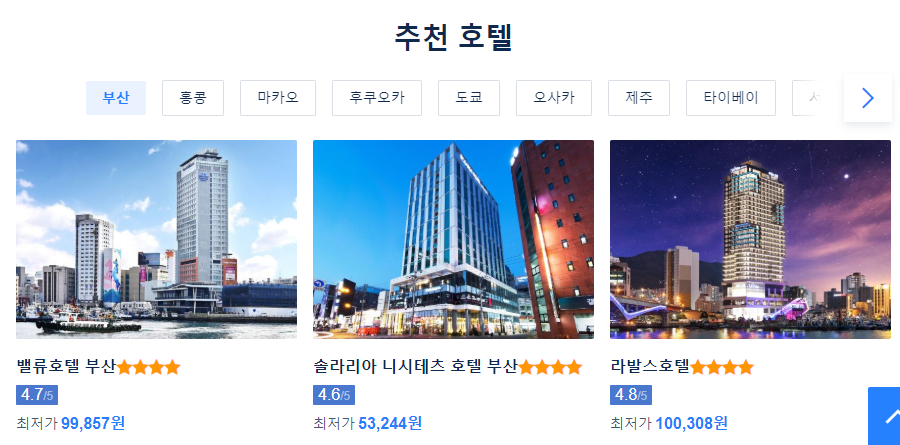 추천 호텔
부산 홍콩 마카오 후쿠오카 도쿄 오사카 제주 타이베이
밸류호텔 부산
4.7/5
최저가 99,857원
솔라리아 니시테츠 호텔 부산
4.6/5
최저가 53,244원
라발스호텔
4.8/5
최저가 100,308원